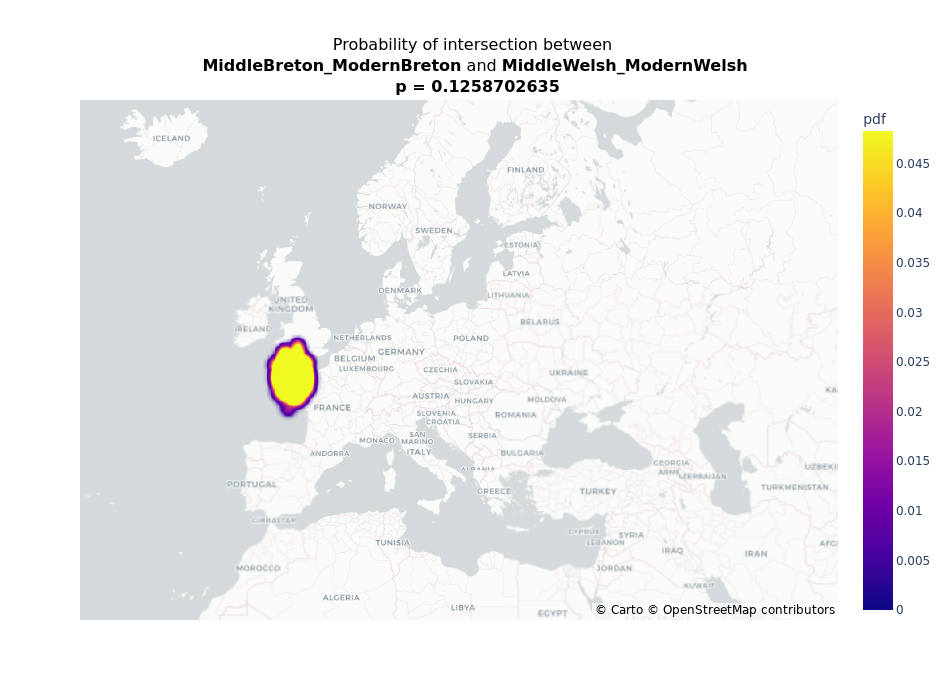 Probability of intersection between
MiddleBreton_ModernBreton and MiddleWelsh_ModernWelsh
p = 0.1258702635
pdf
0.045
0.04
0.035
0.03
0.025
0.02
0.015
0.01
0.005
0
ICELAND
FINLAND
NORWAY
SWEDEN
ESTONIA
LATVIA
DENMARK
LITHUANIA
UNITED
KINGDOM
IRELAND
BELARUS
NETHERLANDS
POLAND
BELGIUM
GERMANY
LUXEMBOURG
CZECHIA
UKRAINE
SLOVAKIA
KA
AUSTRIA
HUNGARY
MOLDOVA
FRANCE
SLOVENIA
CROATIA
ROMANIA
MONACO
SAN
MARINO
SERBIA
ITALY
ANDORRA
BULGARIA
GEORGIA
ALBANIA
UZBEKI
PORTUGAL
GREECE
TURKEY
TURKMENISTAN
GIBRALTAR
CYPRUS
SYRIA
LEBANON
TUNISIA
IRAQ
IRAN
AFG
MOROCCO
JORDAN
KUWAIT
ALGERIA
LIBYA
EGYPT
© Carto © OpenStreetMap contributors